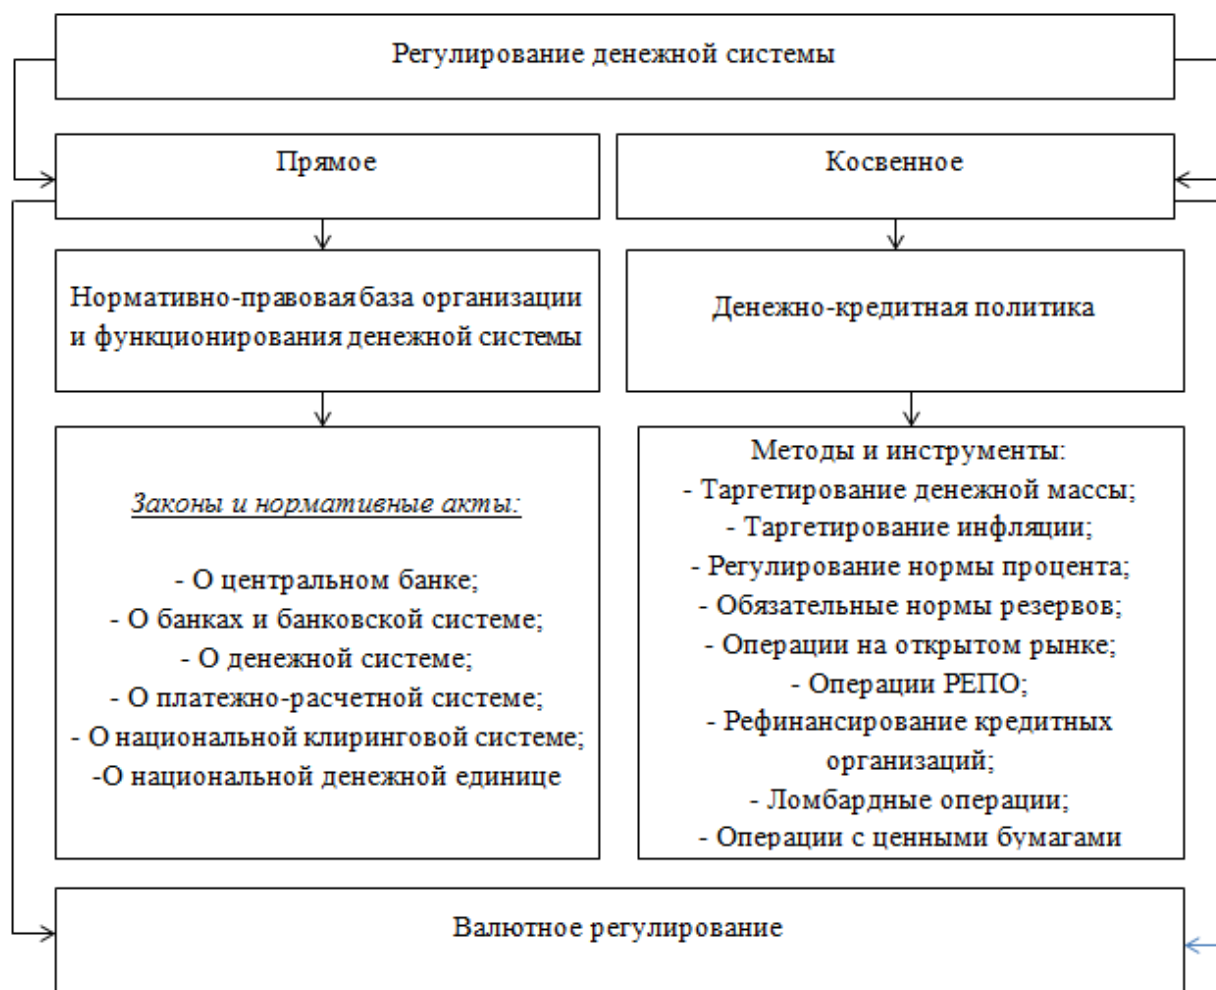 Регулирование денежной системы
Прямое
Косвенное
Нормативно-правовая база организации
и функционирования денежной системы
Денежно-кредитная политика
Законы и нормативные акты:
- О центральном банке;
- О банках и банковской системе;
- О денежной системе;
- О платежно-расчетной системе;
- О национальной клиринговой системе;
-О национальной денежной единице
Методы и инструменты:
- Таргетирование денежной массы;
- Таргетирование инфляции;
- Регулирование нормы процента;
- Обязательные нормы резервов;
- Операции на открытом рынке;
- Операции РЕПО;
- Рефинансирование кредитных
организаций;
- Ломбардные операции;
- Операции с ценными бумагами
Валютное регулирование